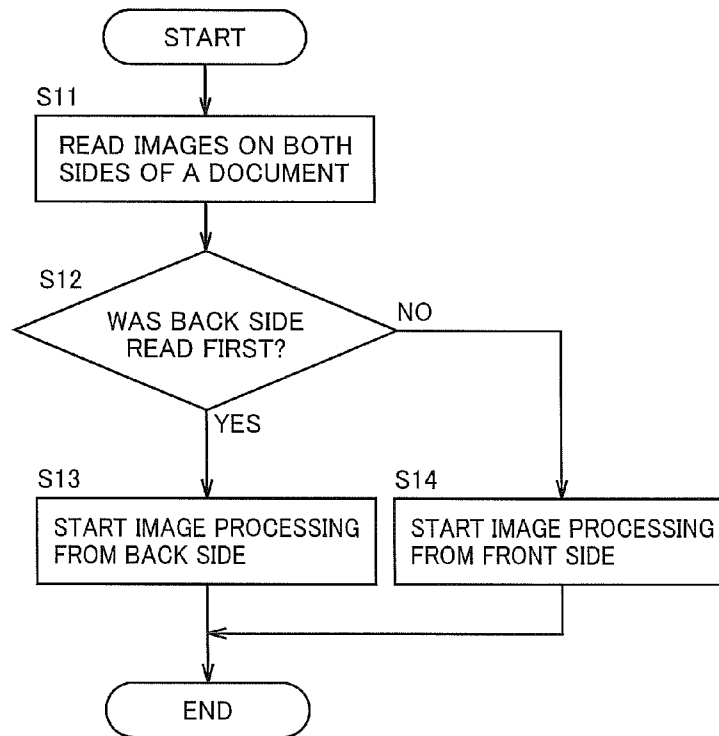 START
S11
READ IMAGES ON BOTH
SIDES OF A DOCUMENT
S12
WAS BACK SIDE
READ FIRST?
NO
YES
S13
START IMAGE PROCESSING
FROM BACK SIDE
S14
START IMAGE PROCESSING
FROM FRONT SIDE
END